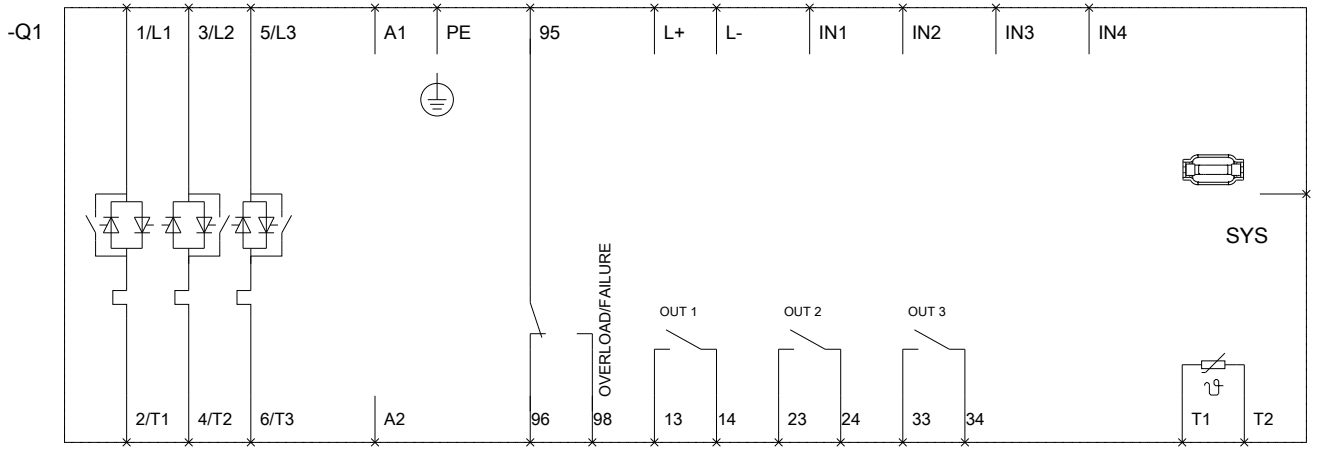 -Q1 1/L1 3/L2 5/L3 A1 PE 95 L+ L- IN1 IN2 IN3 IN4
SYS
OVERLOAD/FAILURE
OUT 1 OUT 2 OUT 3
ϑ
2/T1 4/T2 6/T3 A2 96 98 13 14 23 24 33 34 T1 T2